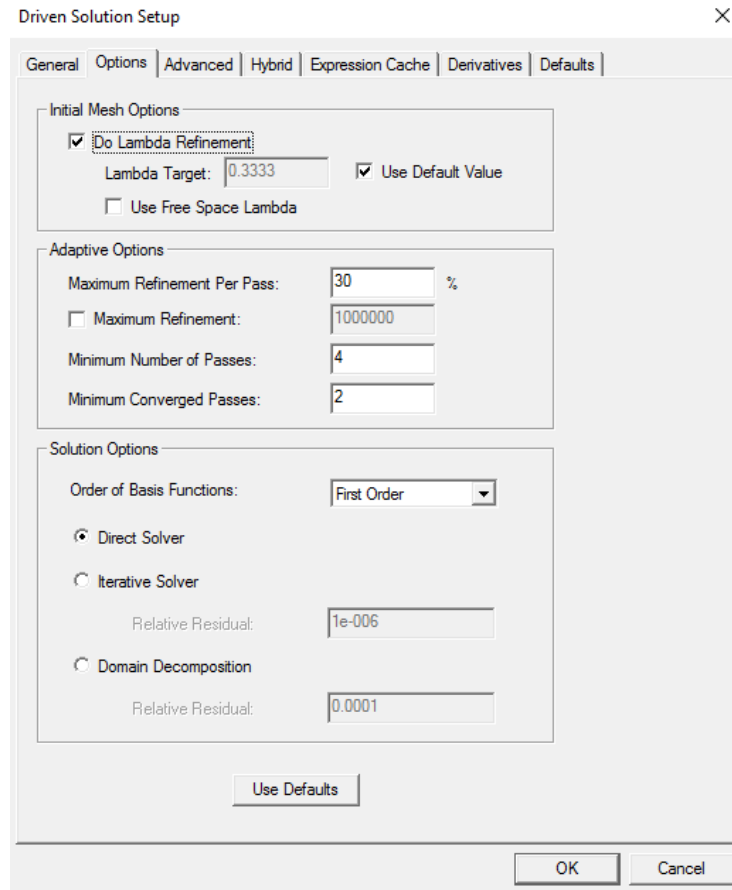 Driven Solution Setup
General Options Advanced Hybrid Expression Cache Derivatives Defaults
Initial Mesh Options
Do Lambda Refinement
Lambda Target: 0.3333 Use Default Value
Use Free Space Lambda
Adaptive Options
Maximum Refinement Per Pass: 30 %
Maximum Refinement: 1000000
Minimum Number of Passes: 4
Minimum Converged Passes: 2
Solution Options
Order of Basis Functions: First Order
Direct Solver
Iterative Solver
Relative Residual: 1e-006
Domain Decomposition
Relative Residual: 0.0001
Use Defaults
OK Cancel